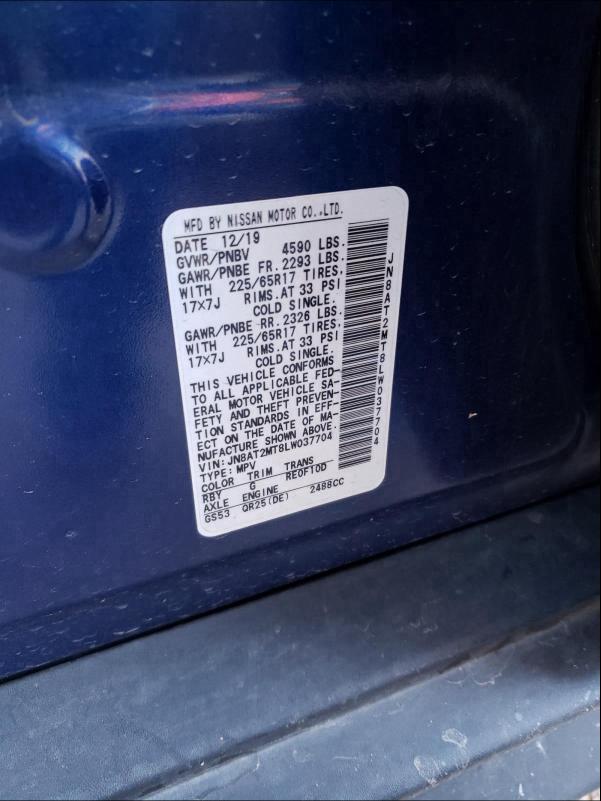 MFD BY NISSAN MOTOR CO.,LTD.
DATE 12/19
GVWR/PNBV 4590 LBS.
GAWR/PNBE FR. 2293 LBS.
WITH 225/65R17 TIRES,
17×7J RIMS.AT 33 PSI
COLD SINGLE.
GAWR/PNBE RR. 2326 LBS.
WITH 225/65R17 TIRES,
17×7J RIMS.AT 33 PSI
COLD SINGLE.
THIS VEHICLE CONFORMS
TO ALL APPLICABLE FED-
ERAL MOTOR VEHICLE SA-
FETY AND THEFT PREVEN-
TION STANDARDS IN EFF-
ECT ON THE DATE OF MA-
NUFACTURE SHOWN ABOVE.
VIN:JN8AT2MT8LW037704
TYPE:MPV
COLOR TRIM TRANS
RBY G RE0F10D
AXLE ENGINE
GS53 QR25(DE) 2488CC
JN8AT2MT8LW037704